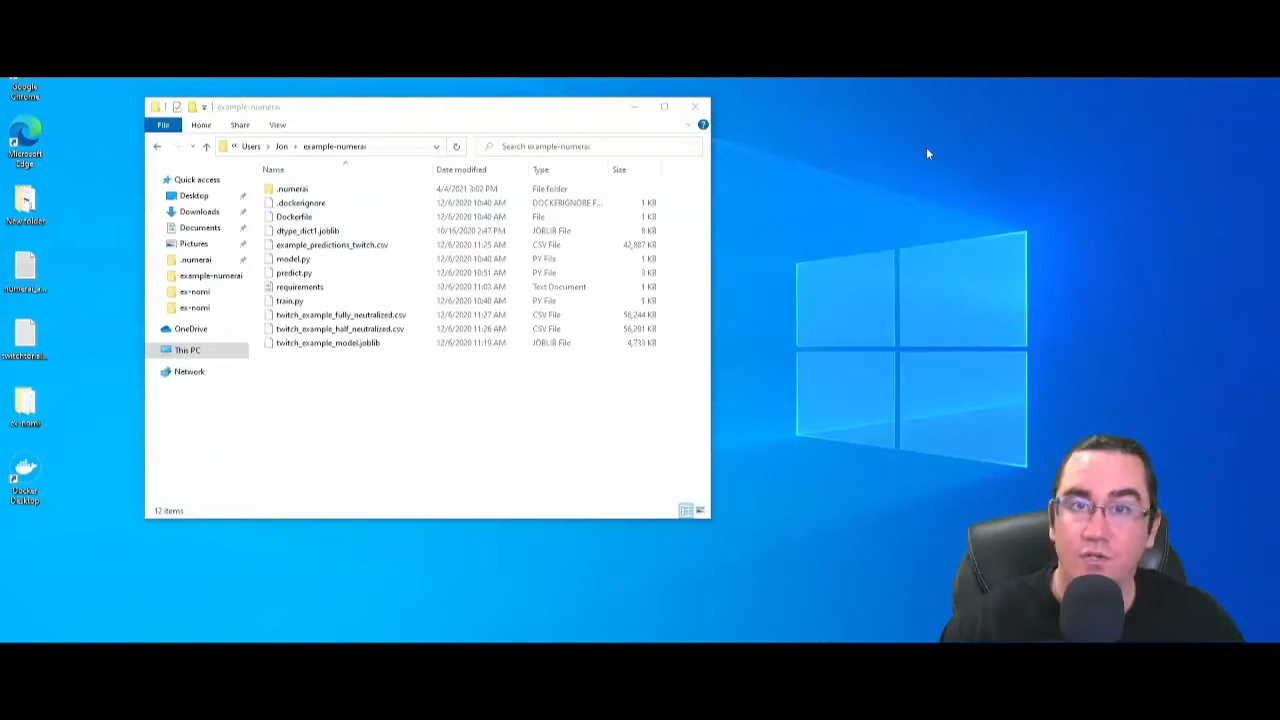 Google
Chrome
Microsoft
Edge
New folder
numerai_a...
twitchtorial...
ex-nomi
Docker
Desktop
example-numerai
File Home Share View
Users Jon example-numerai
Search example-numerai
Quick access
Desktop
Downloads
Documents
Pictures
.numerai
example-numerai
ex-nomi
ex-nomi
OneDrive
This PC
Network
Name Date modified Type Size
.numerai 4/4/2021 3:02 PM File folder
.dockerignore 12/6/2020 10:40 AM DOCKERIGNORE F... 1 KB
Dockerfile 12/6/2020 10:40 AM File 1 KB
dtype_dict1.joblib 10/16/2020 2:47 PM JOBLIB File 8 KB
example_predictions_twitch.csv 12/6/2020 11:25 AM CSV File 42,887 KB
model.py 12/6/2020 10:40 AM PY File 1 KB
predict.py 12/6/2020 10:51 AM PY File 3 KB
requirements 12/6/2020 11:03 AM Text Document 1 KB
train.py 12/6/2020 10:40 AM PY File 1 KB
twitch_example_fully_neutralized.csv 12/6/2020 11:27 AM CSV File 56,244 KB
twitch_example_half_neutralized.csv 12/6/2020 11:26 AM CSV File 56,291 KB
twitch_example_model.joblib 12/6/2020 11:19 AM JOBLIB File 4,733 KB
12 items